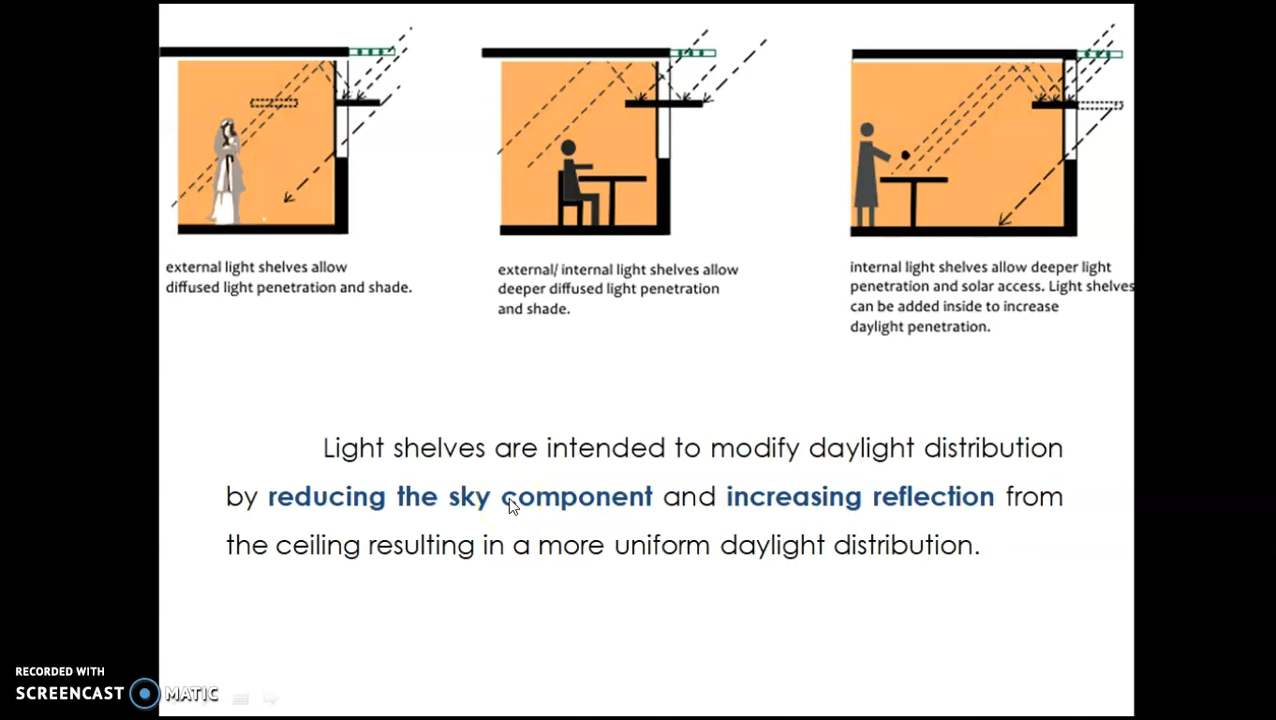 external light shelves allow
diffused light penetration and shade.
external/ internal light shelves allow
deeper diffused light penetration
and shade.
internal light shelves allow deeper light
penetration and solar access. Light shelves
can be added inside to increase
daylight penetration.
Light shelves are intended to modify daylight distribution
by reducing the sky component and increasing reflection from
the ceiling resulting in a more uniform daylight distribution.
RECORDED WITH
SCREENCAST MATIC